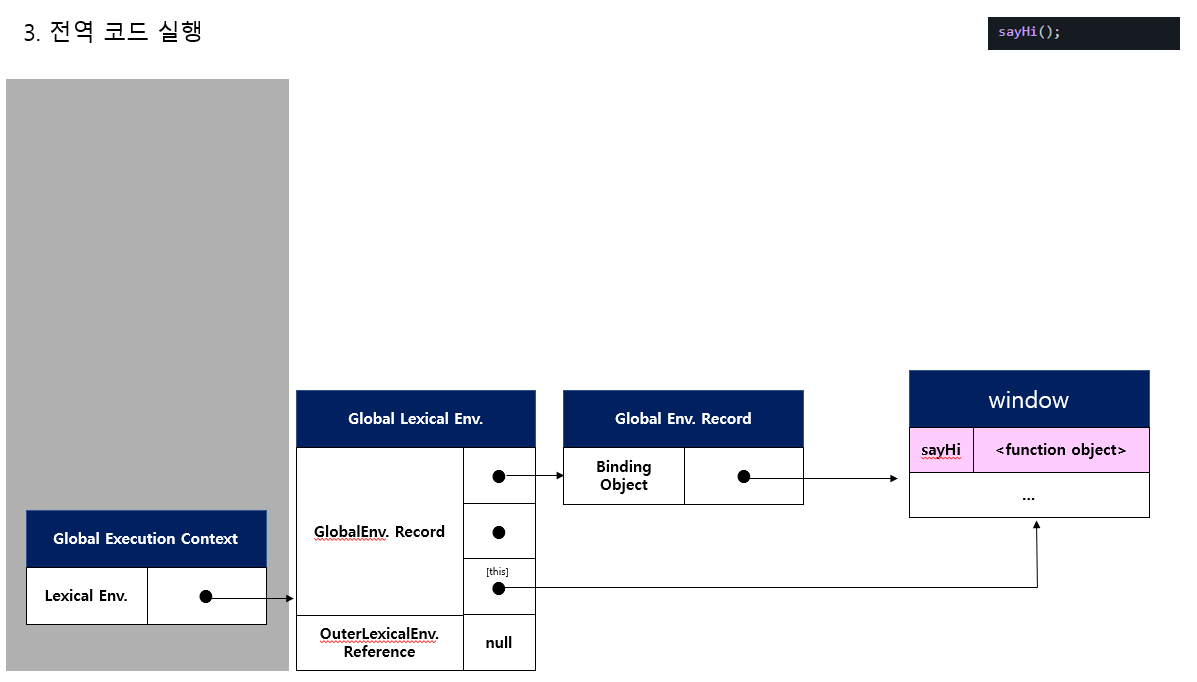 3. 전역 코드 실행
sayHi();
Global Lexical Env.
Global Env. Record
window
Binding
Object
sayHi
<function object>
...
GlobalEnv. Record
[this]
Global Execution Context
Lexical Env.
OuterLexicalEnv.
Reference
null